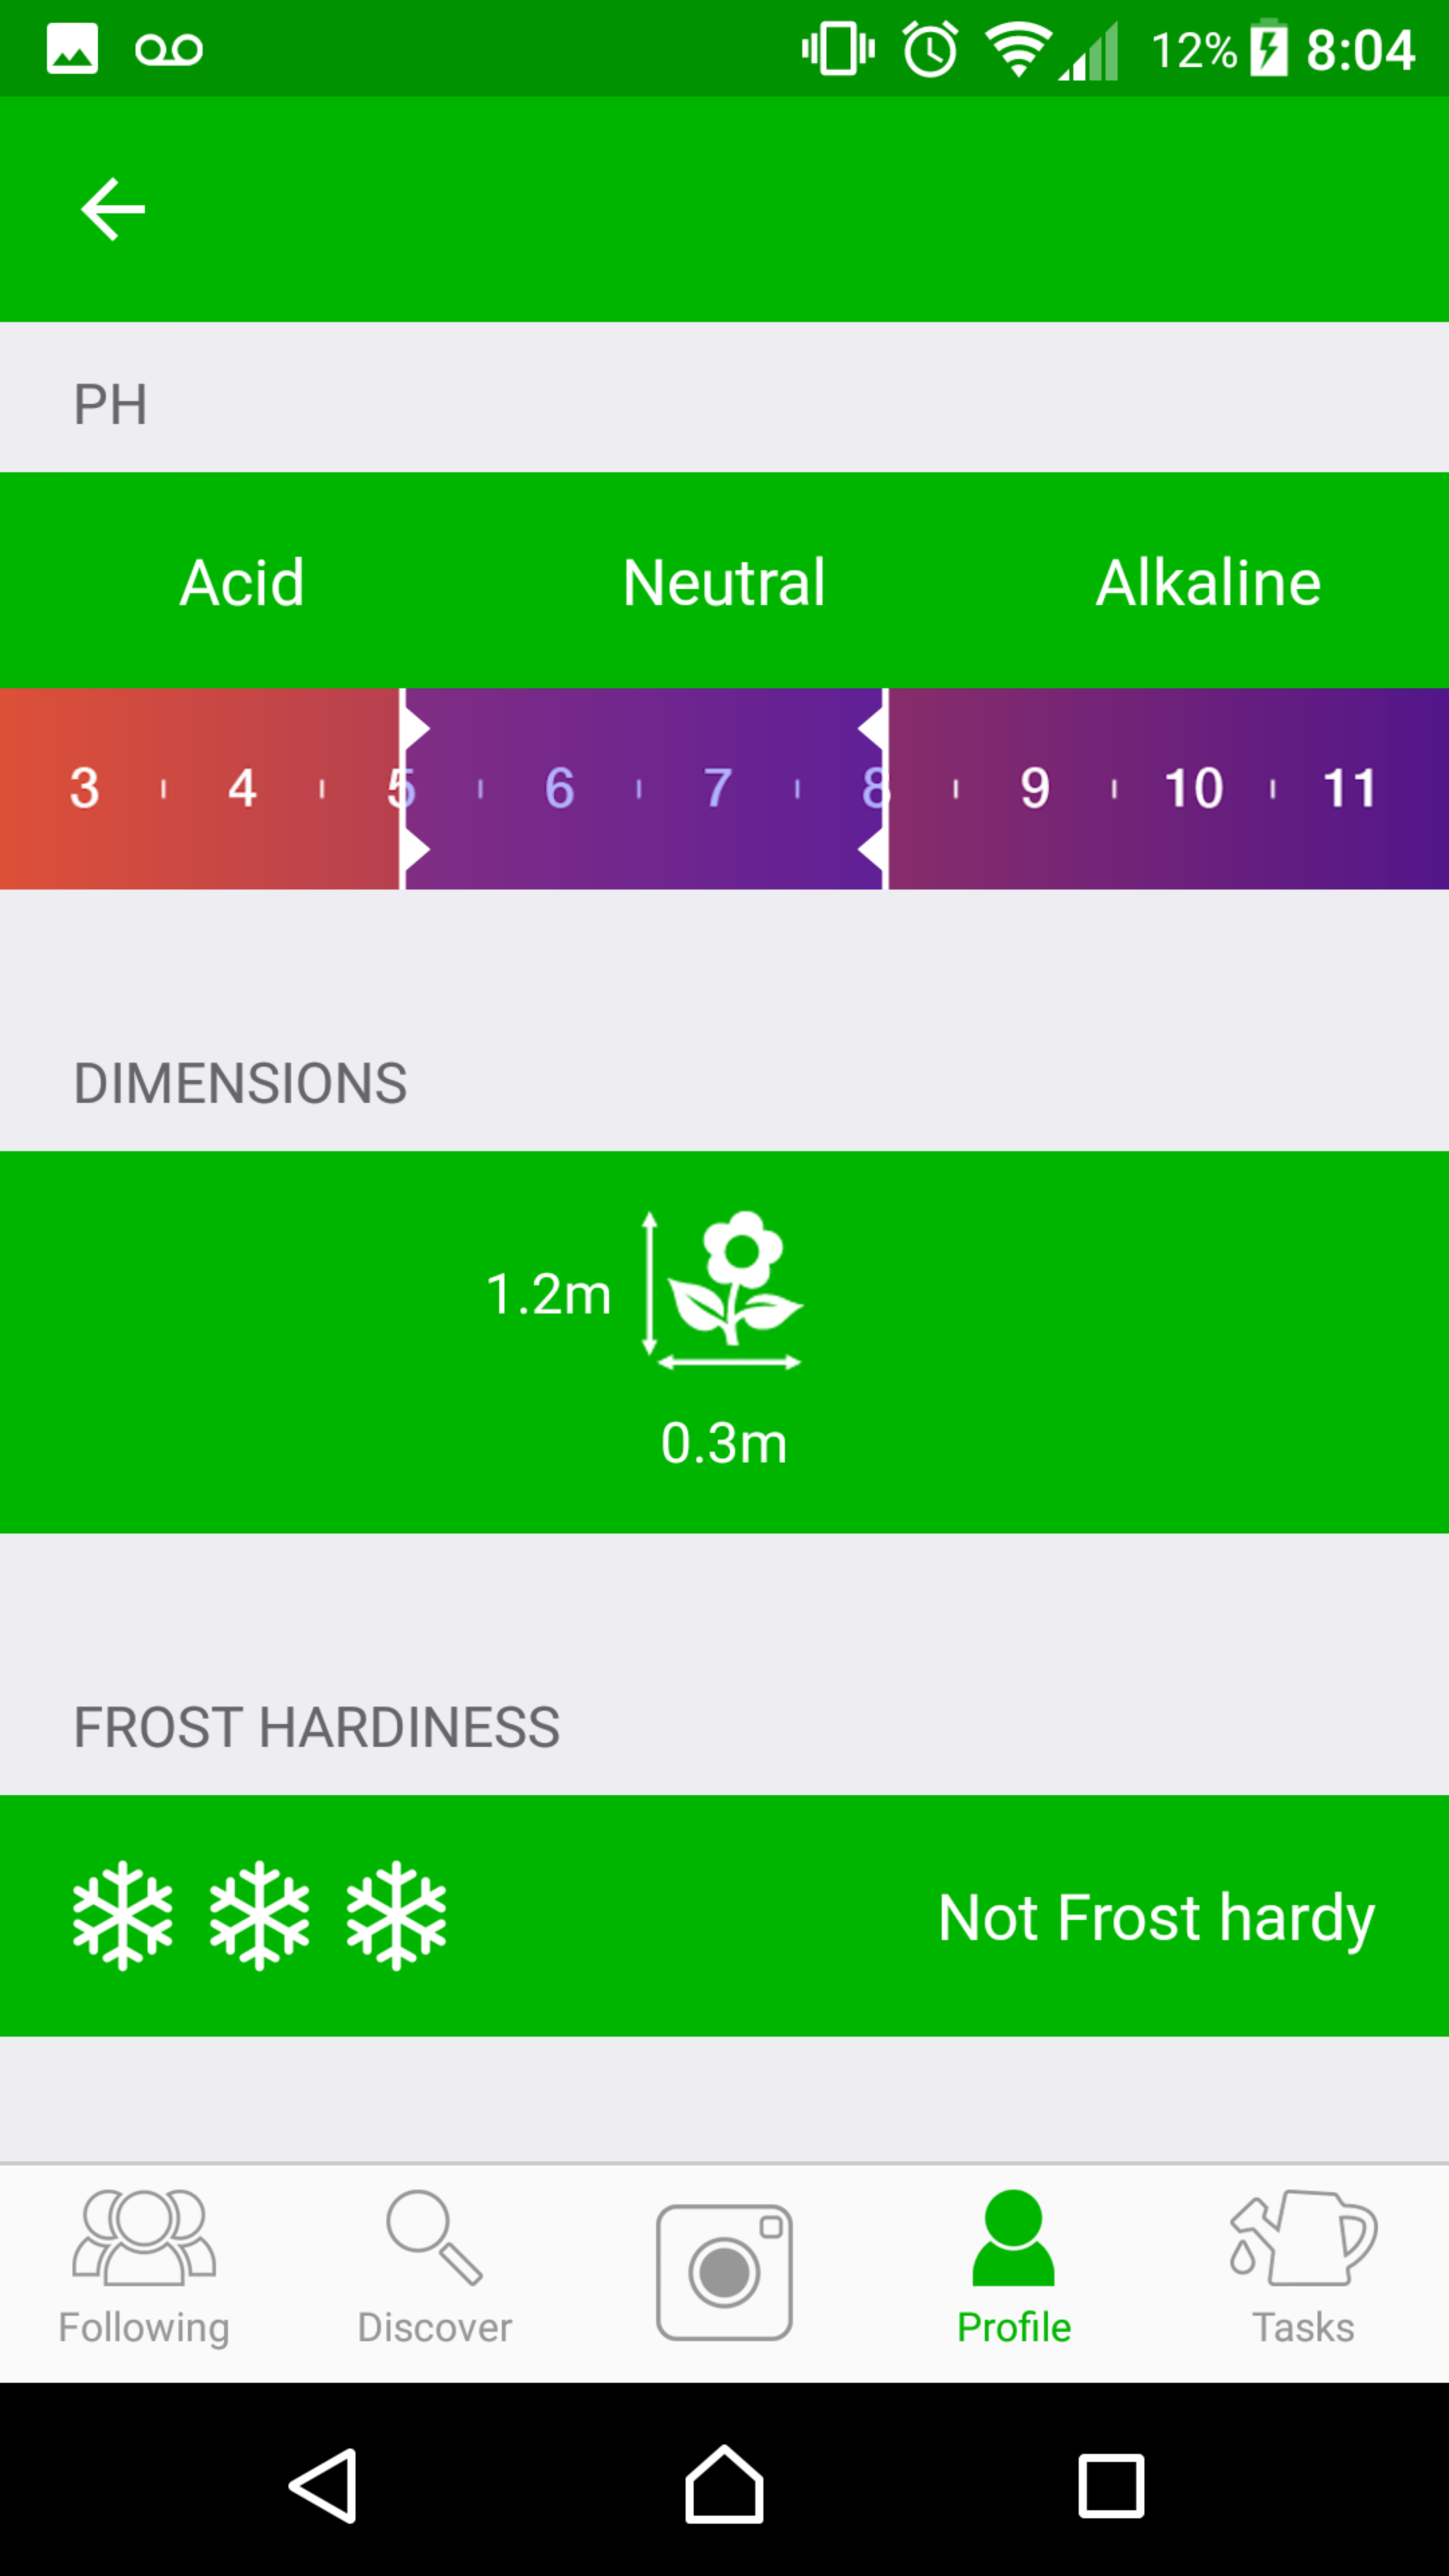 12% 8:04
PH
Acid Neutral Alkaline
3 4 5 6 7 8 9 10 11
DIMENSIONS
1.2m
0.3m
FROST HARDINESS
Not Frost hardy
Following Discover Profile Tasks